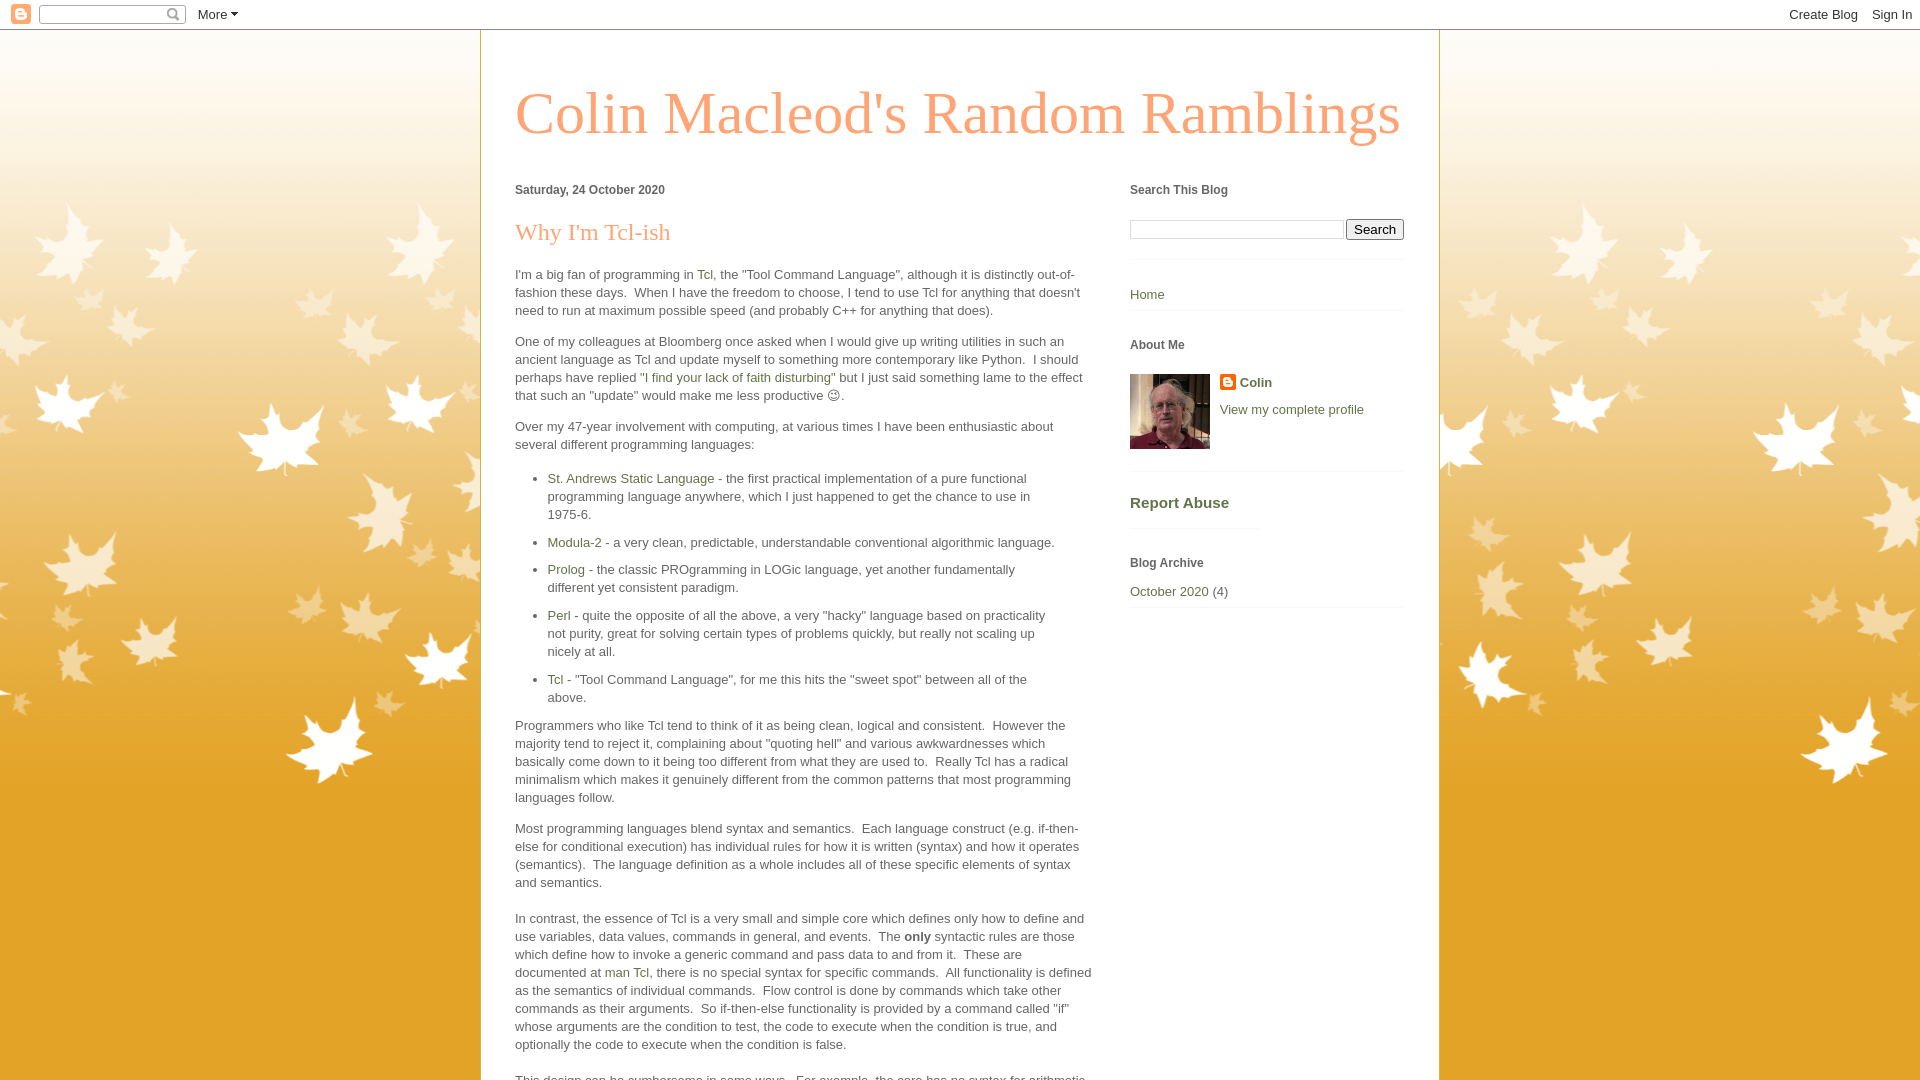 More
Create Blog
Sign In
Colin Macleod's Random Ramblings
Saturday, 24 October 2020
Why I'm Tcl-ish
I'm a big fan of programming in Tcl, the "Tool Command Language", although it is distinctly out-of-
fashion these days.  When I have the freedom to choose, I tend to use Tcl for anything that doesn't
need to run at maximum possible speed (and probably C++ for anything that does).
One of my colleagues at Bloomberg once asked when I would give up writing utilities in such an
ancient language as Tcl and update myself to something more contemporary like Python.  I should
perhaps have replied "I find your lack of faith disturbing" but I just said something lame to the effect
that such an "update" would make me less productive 😉.
Over my 47-year involvement with computing, at various times I have been enthusiastic about
several different programming languages:
• St. Andrews Static Language - the first practical implementation of a pure functional
programming language anywhere, which I just happened to get the chance to use in
1975-6.
• Modula-2 - a very clean, predictable, understandable conventional algorithmic language.
• Prolog - the classic PROgramming in LOGic language, yet another fundamentally
different yet consistent paradigm.
• Perl - quite the opposite of all the above, a very "hacky" language based on practicality
not purity, great for solving certain types of problems quickly, but really not scaling up
nicely at all.
• Tcl - "Tool Command Language", for me this hits the "sweet spot" between all of the
above.
Programmers who like Tcl tend to think of it as being clean, logical and consistent.  However the
majority tend to reject it, complaining about "quoting hell" and various awkwardnesses which
basically come down to it being too different from what they are used to.  Really Tcl has a radical
minimalism which makes it genuinely different from the common patterns that most programming
languages follow.
Most programming languages blend syntax and semantics.  Each language construct (e.g. if-then-
else for conditional execution) has individual rules for how it is written (syntax) and how it operates
(semantics).  The language definition as a whole includes all of these specific elements of syntax
and semantics.
In contrast, the essence of Tcl is a very small and simple core which defines only how to define and
use variables, data values, commands in general, and events.  The only syntactic rules are those
which define how to invoke a generic command and pass data to and from it.  These are
documented at man Tcl, there is no special syntax for specific commands.  All functionality is defined
as the semantics of individual commands.  Flow control is done by commands which take other
commands as their arguments.  So if-then-else functionality is provided by a command called "if"
whose arguments are the condition to test, the code to execute when the condition is true, and
optionally the code to execute when the condition is false.
This design can be cumbersome in some ways.  For example, the core has no syntax for arithmetic
Search This Blog
Search
Home
About Me
Colin
View my complete profile
Report Abuse
Blog Archive
October 2020 (4)